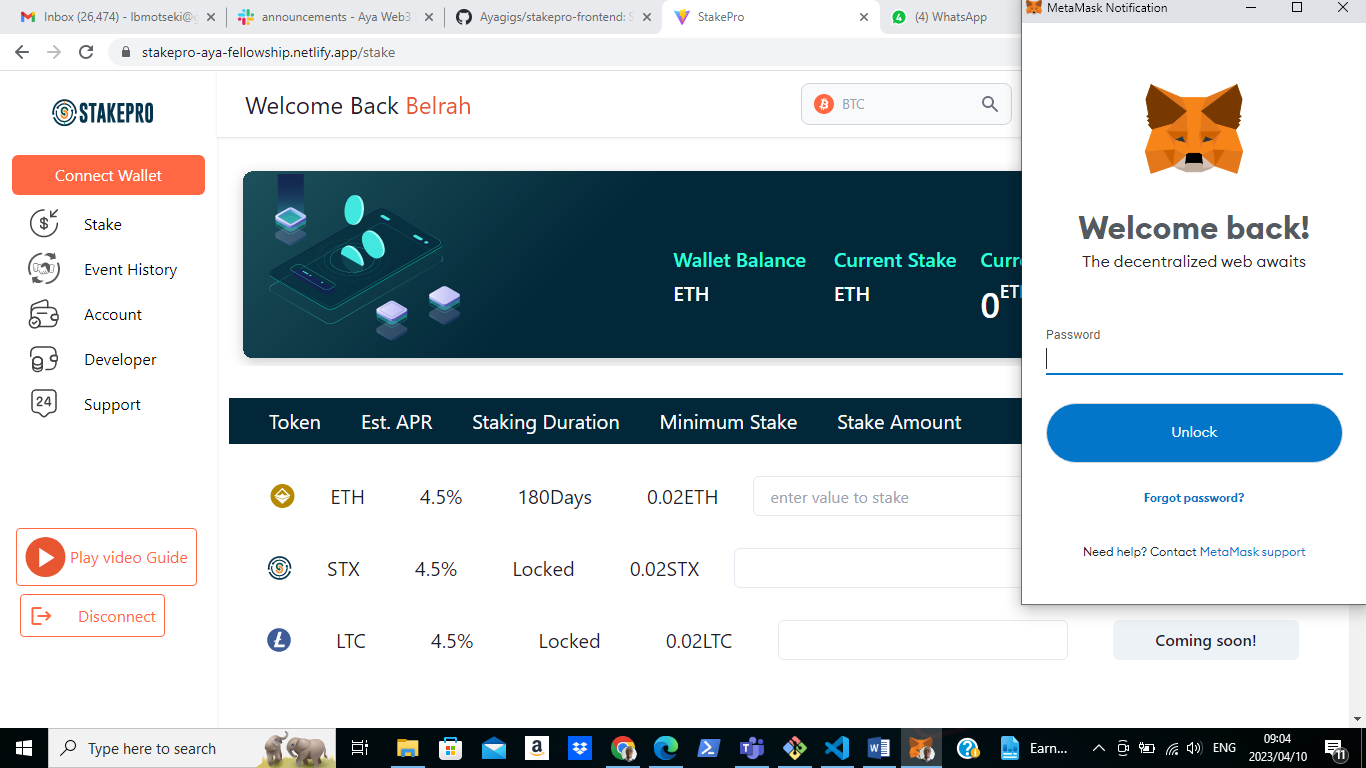 Inbox (26,474) - lbmotseki@g
announcements - Aya Web3
Ayagigs/stakepro-frontend: S
StakePro
(4) WhatsApp
MetaMask Notification
stakepro-aya-fellowship.netlify.app/stake
STAKEPRO
Welcome Back Belrah
BTC
Connect Wallet
Stake
Event History
Account
Developer
24
Support
Play video Guide
Disconnect
Wallet Balance
ETH
Current Stake
ETH
Curre
0 ETH
Token Est. APR Staking Duration Minimum Stake Stake Amount
ETH 4.5% 180Days 0.02ETH enter value to stake
STX 4.5% Locked 0.02STX
LTC 4.5% Locked 0.02LTC Coming soon!
Welcome back!
The decentralized web awaits
Password
Unlock
Forgot password?
Need help? Contact MetaMask support
Type here to search
Earn...
ENG
09:04
2023/04/10
11